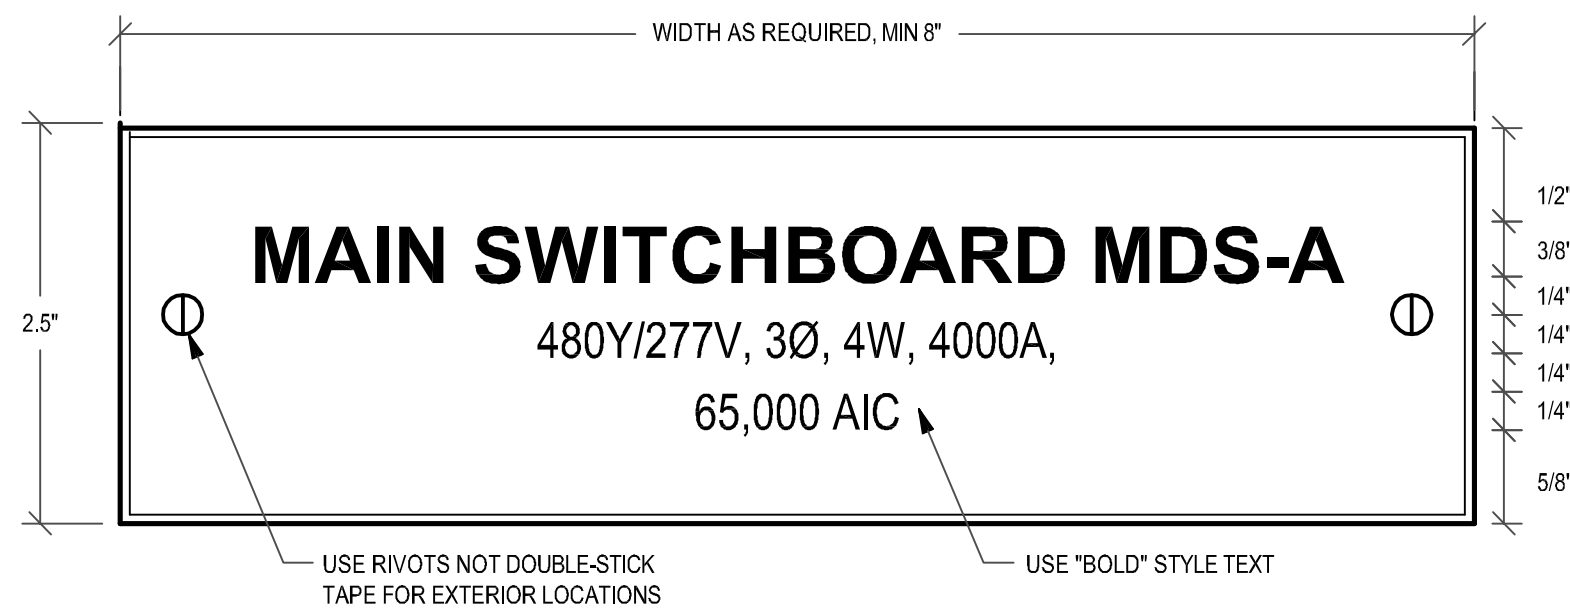 WIDTH AS REQUIRED, MIN 8"
MAIN SWITCHBOARD MDS-A
480Y/277V, 3Ø, 4W, 4000A,
65,000 AIC
2.5"
1/2"
3/8'
1/4"
1/4'
1/4"
1/4'
5/8'
USE RIVOTS NOT DOUBLE-STICK
TAPE FOR EXTERIOR LOCATIONS
USE "BOLD" STYLE TEXT